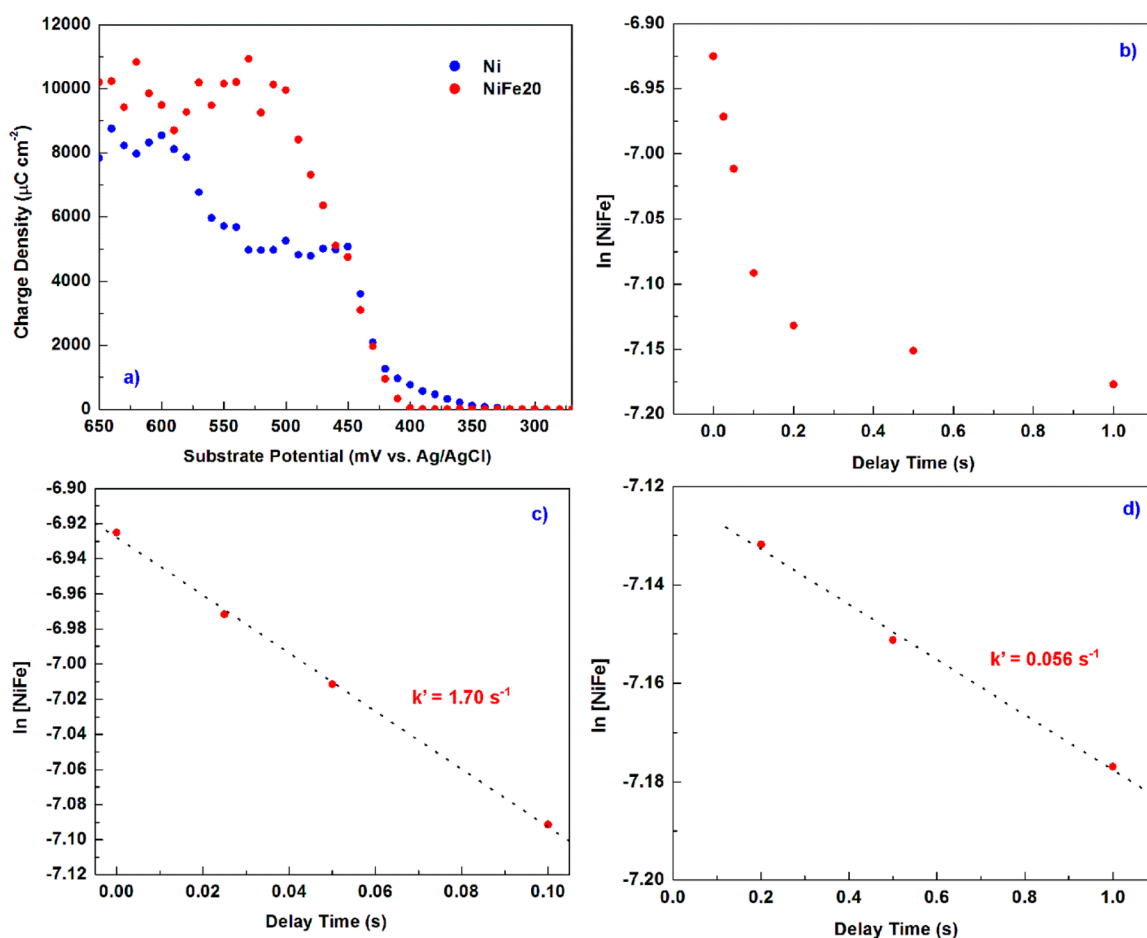 12000
10000
8000
6000
4000
2000
0
Charge Density (μC cm⁻²)
Ni
NiFe20
a)
650 600 550 500 450 400 350 300
Substrate Potential (mV vs. Ag/AgCl)
-6.90
-6.95
-7.00
-7.05
-7.10
-7.15
-7.20
ln [NiFe]
b)
0.0 0.2 0.4 0.6 0.8 1.0
Delay Time (s)
-6.90
-6.92
-6.94
-6.96
-6.98
-7.00
-7.02
-7.04
-7.06
-7.08
-7.10
-7.12
ln [NiFe]
c)
k' = 1.70 s⁻¹
0.00 0.02 0.04 0.06 0.08 0.10
Delay Time (s)
-7.12
-7.14
-7.16
-7.18
-7.20
ln [NiFe]
d)
k' = 0.056 s⁻¹
0.0 0.2 0.4 0.6 0.8 1.0
Delay Time (s)